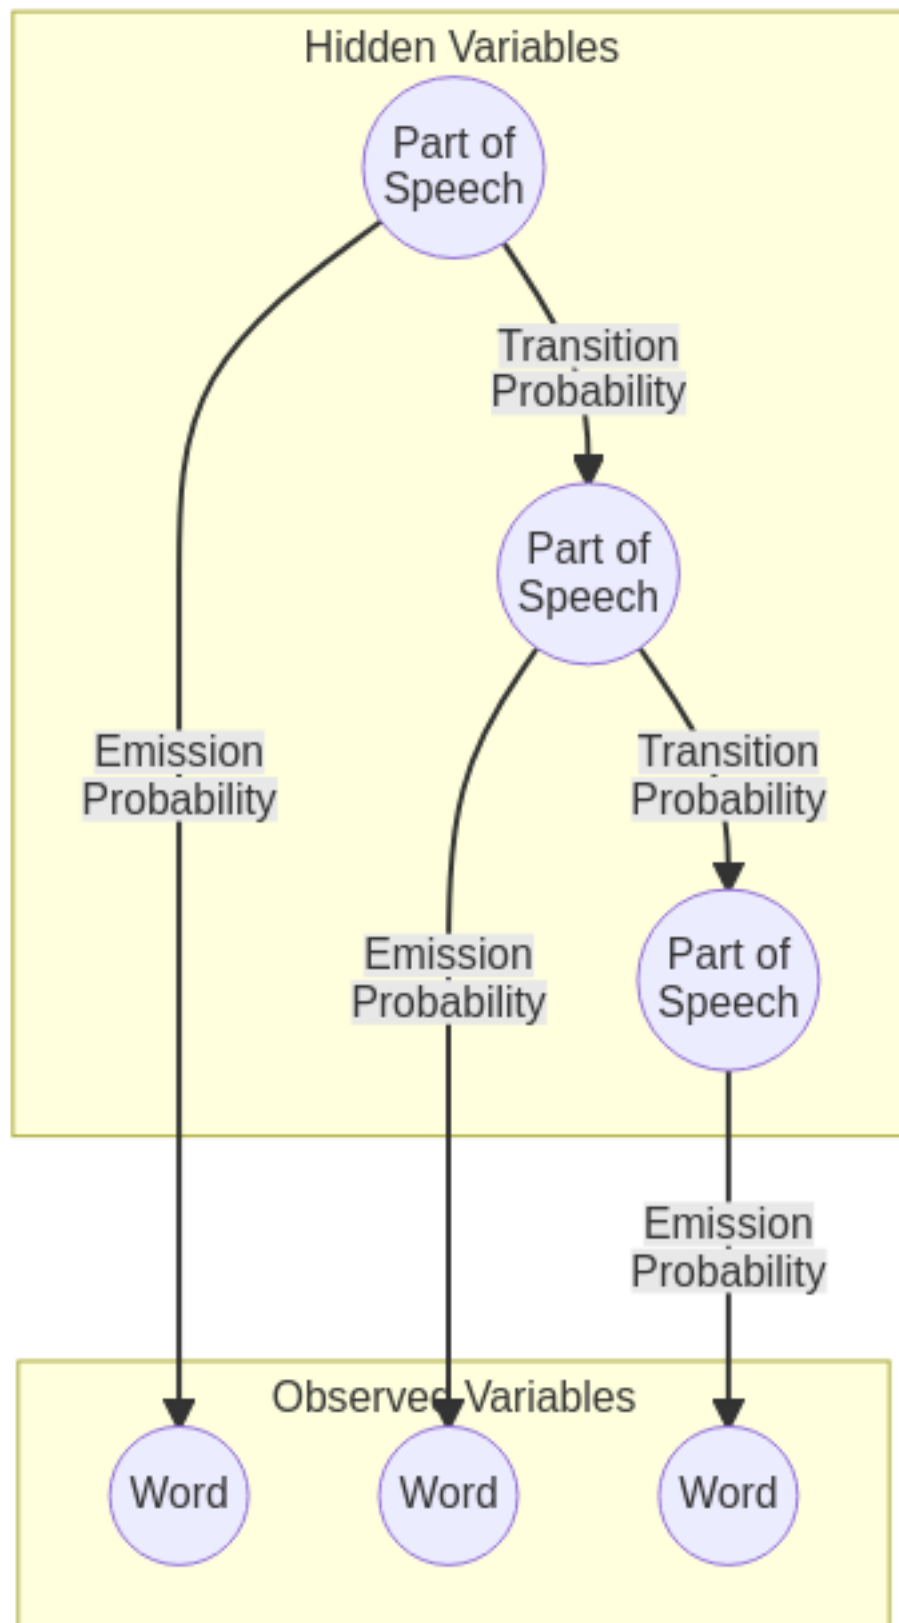 Hidden Variables
Part of
Speech
Transition
Probability
Part of
Speech
Emission
Probability
Transition
Probability
Emission
Probability
Part of
Speech
Emission
Probability
Observed Variables
Word
Word
Word